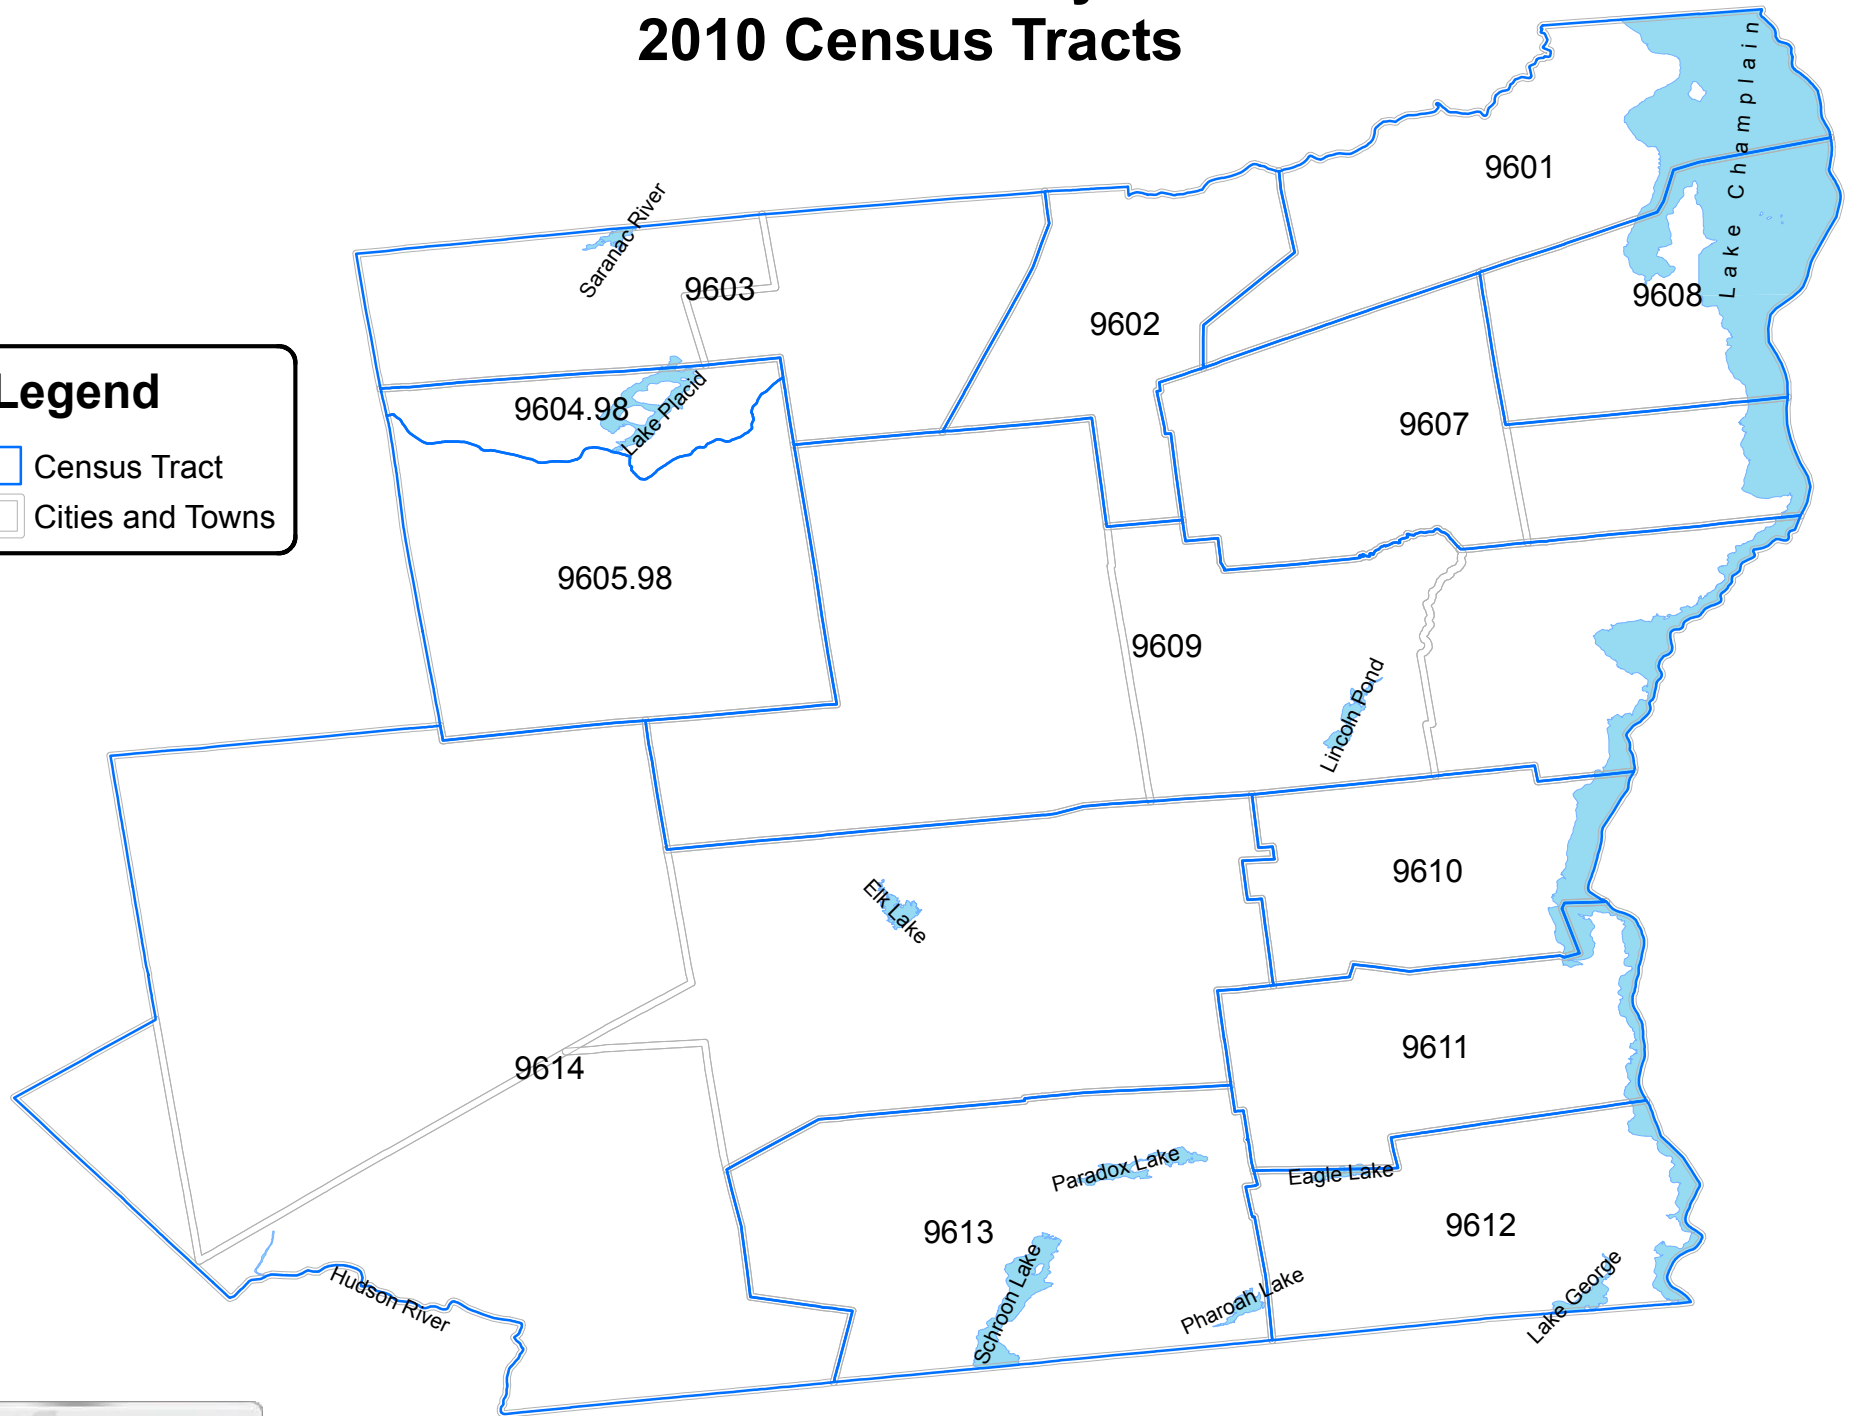 2010 Census Tracts
Lake Champlain
9601
Saranac River
9603
9608
9602
Legend
9604.98
Lake Placid
9607
Census Tract
Cities and Towns
9605.98
9609
Lincoln Pond
9610
Elk Lake
9611
9614
Paradox Lake
Eagle Lake
9613
9612
Hudson River
Schroon Lake
Pharoah Lake
Lake George